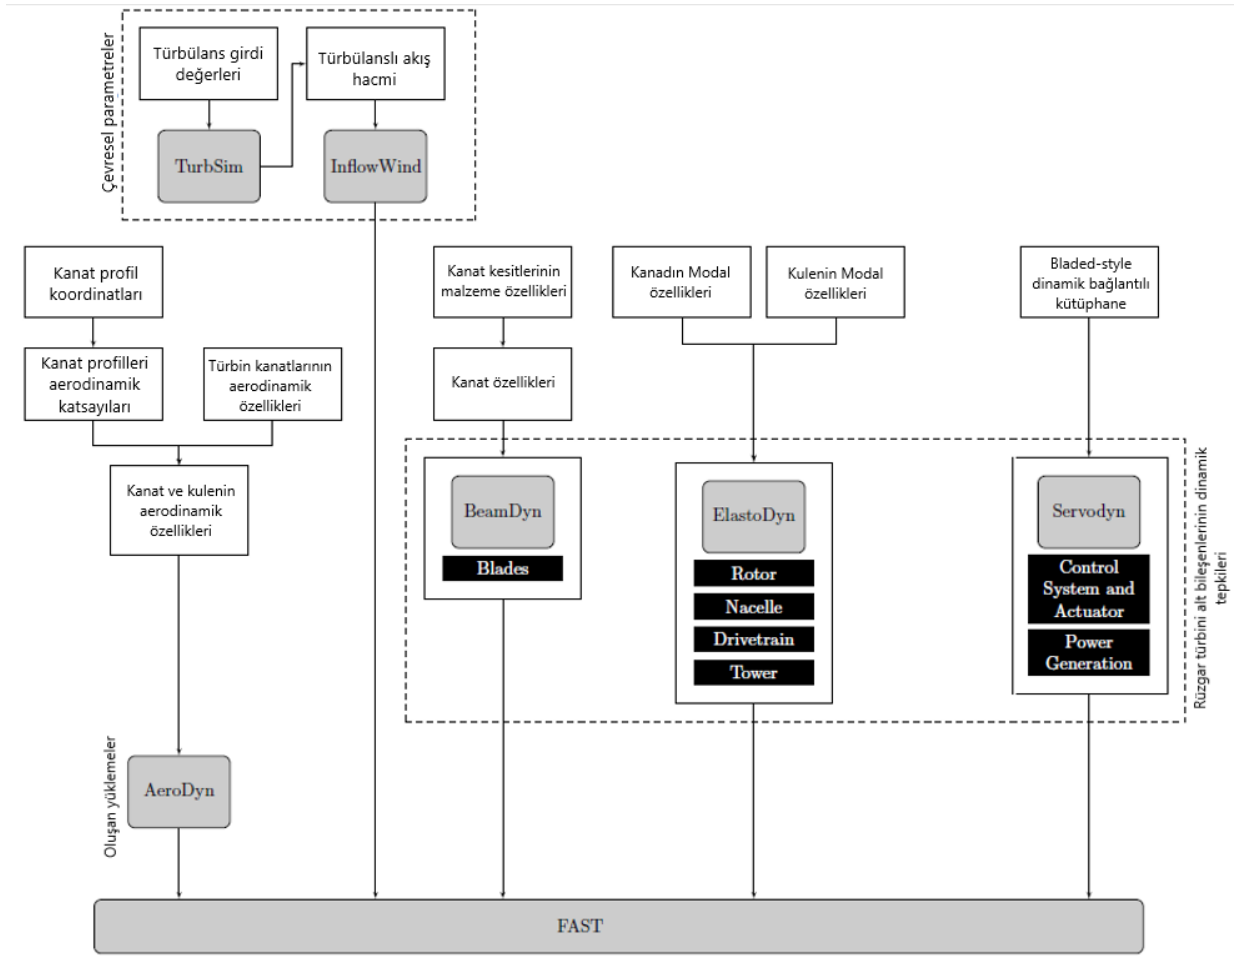 Çevresel parametreler
Türbülans girdi
değerleri
Türbülanslı akış
hacmi
TurbSim
InflowWind
Kanat profil
koordinatları
Kanat profilleri
aerodinamik
katsayıları
Türbin kanatlarının
aerodinamik
özellikleri
Kanat ve kulenin
aerodinamik
özellikleri
Oluşan yüklemeler
AeroDyn
Kanat kesitlerinin
malzeme özellikleri
Kanat özellikleri
Kanadın Modal
özellikleri
Kulenin Modal
özellikleri
Bladed-style
dinamik bağlantılı
kütüphane
BeamDyn
Blades
ElastoDyn
Rotor
Nacelle
Drivetrain
Tower
Servodyn
Control
System and
Actuator
Power
Generation
Rüzgar türbini alt bileşenlerinin dinamik
tepkileri
FAST